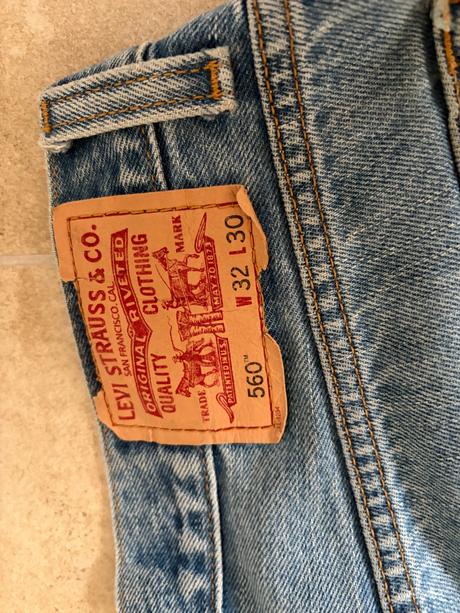 LEVI STRAUSS & CO.
SAN FRANCISCO, CAL.
ORIGINAL RIVETED
QUALITY CLOTHING
TRADE MARK
PATENTED IN U.S. MAY 20 1873
560™ W 32 L 30